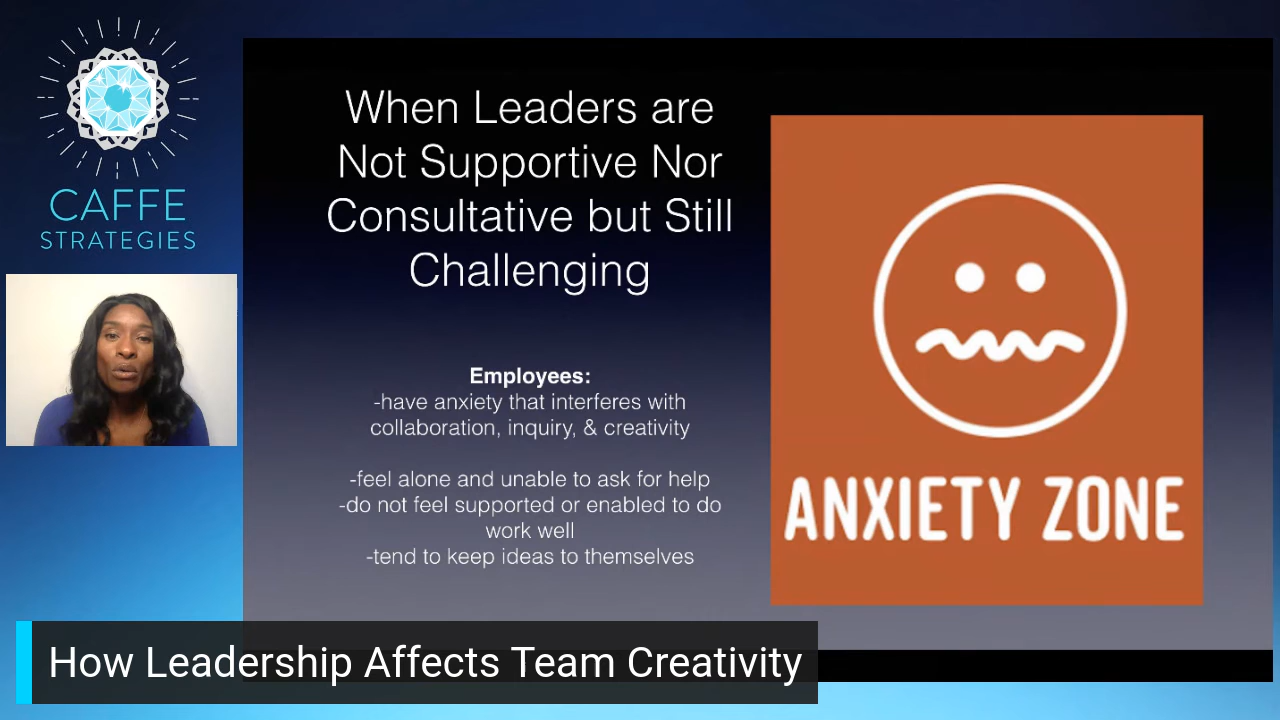 CAFFE
STRATEGIES
When Leaders are
Not Supportive Nor
Consultative but Still
Challenging
Employees:
-have anxiety that interferes with
collaboration, inquiry, & creativity
-feel alone and unable to ask for help
-do not feel supported or enabled to do
work well
-tend to keep ideas to themselves
ANXIETY ZONE
How Leadership Affects Team Creativity